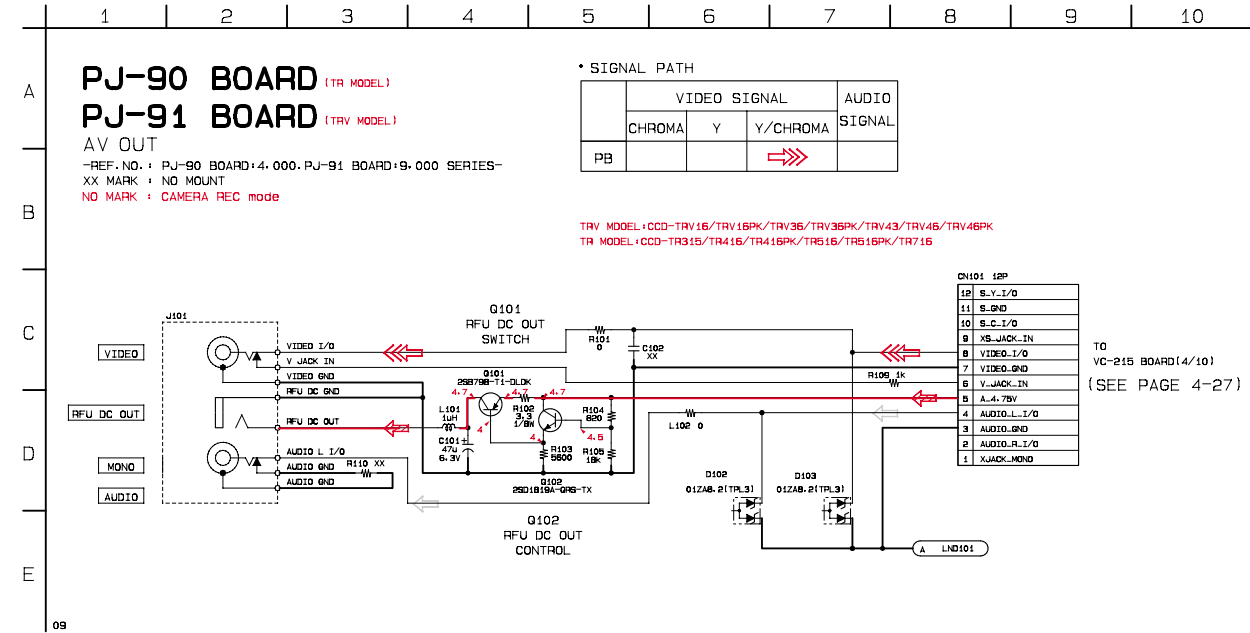 1 2 3 4 5 6 7 8 9 10
A
B
C
D
E
PJ-90 BOARD (TR MODEL)
PJ-91 BOARD (TRV MODEL)
AV OUT
-REF.NO.: PJ-90 BOARD:4,000.PJ-91 BOARD:9,000 SERIES-
XX MARK : NO MOUNT
NO MARK : CAMERA REC mode
• SIGNAL PATH
VIDEO SIGNAL
AUDIO SIGNAL
CHROMA Y Y/CHROMA
PB
TRV MODEL:CCD-TRV16/TRV16PK/TRV36/TRV36PK/TRV43/TRV46/TRV46PK
TR MODEL:CCD-TR315/TR416/TR416PK/TR516/TR516PK/TR716
CN101 12P
12 S_Y_I/O
11 S_GND
10 S_C_I/O
9 XS_JACK_IN
8 VIDEO_I/O
7 VIDEO_GND
6 V_JACK_IN
5 A_4.75V
4 AUDIO_L_I/O
3 AUDIO_GND
2 AUDIO_R_I/O
1 XJACK_MONO
TO
VC-215 BOARD(4/10)
(SEE PAGE 4-27)
J101
VIDEO
RFU DC OUT
MONO
AUDIO
VIDEO I/O
V JACK IN
VIDEO GND
RFU DC GND
RFU DC OUT
AUDIO L I/O
AUDIO GND
AUDIO GND
R110 XX
Q101
RFU DC OUT
SWITCH
R101
0
C102
XX
R109 1k
Q101
2SB798-T1-DLDK
4.7
4.7
4.7
L101
1uH
R102
3.3
1/8W
R104
820
4
4
4.5
C101
47u
6.3V
R103
5600
R105
18k
Q102
2SD1819A-QRS-TX
L102 0
D102
01ZA8.2(TPL3)
D103
01ZA8.2(TPL3)
Q102
RFU DC OUT
CONTROL
A LND101
09